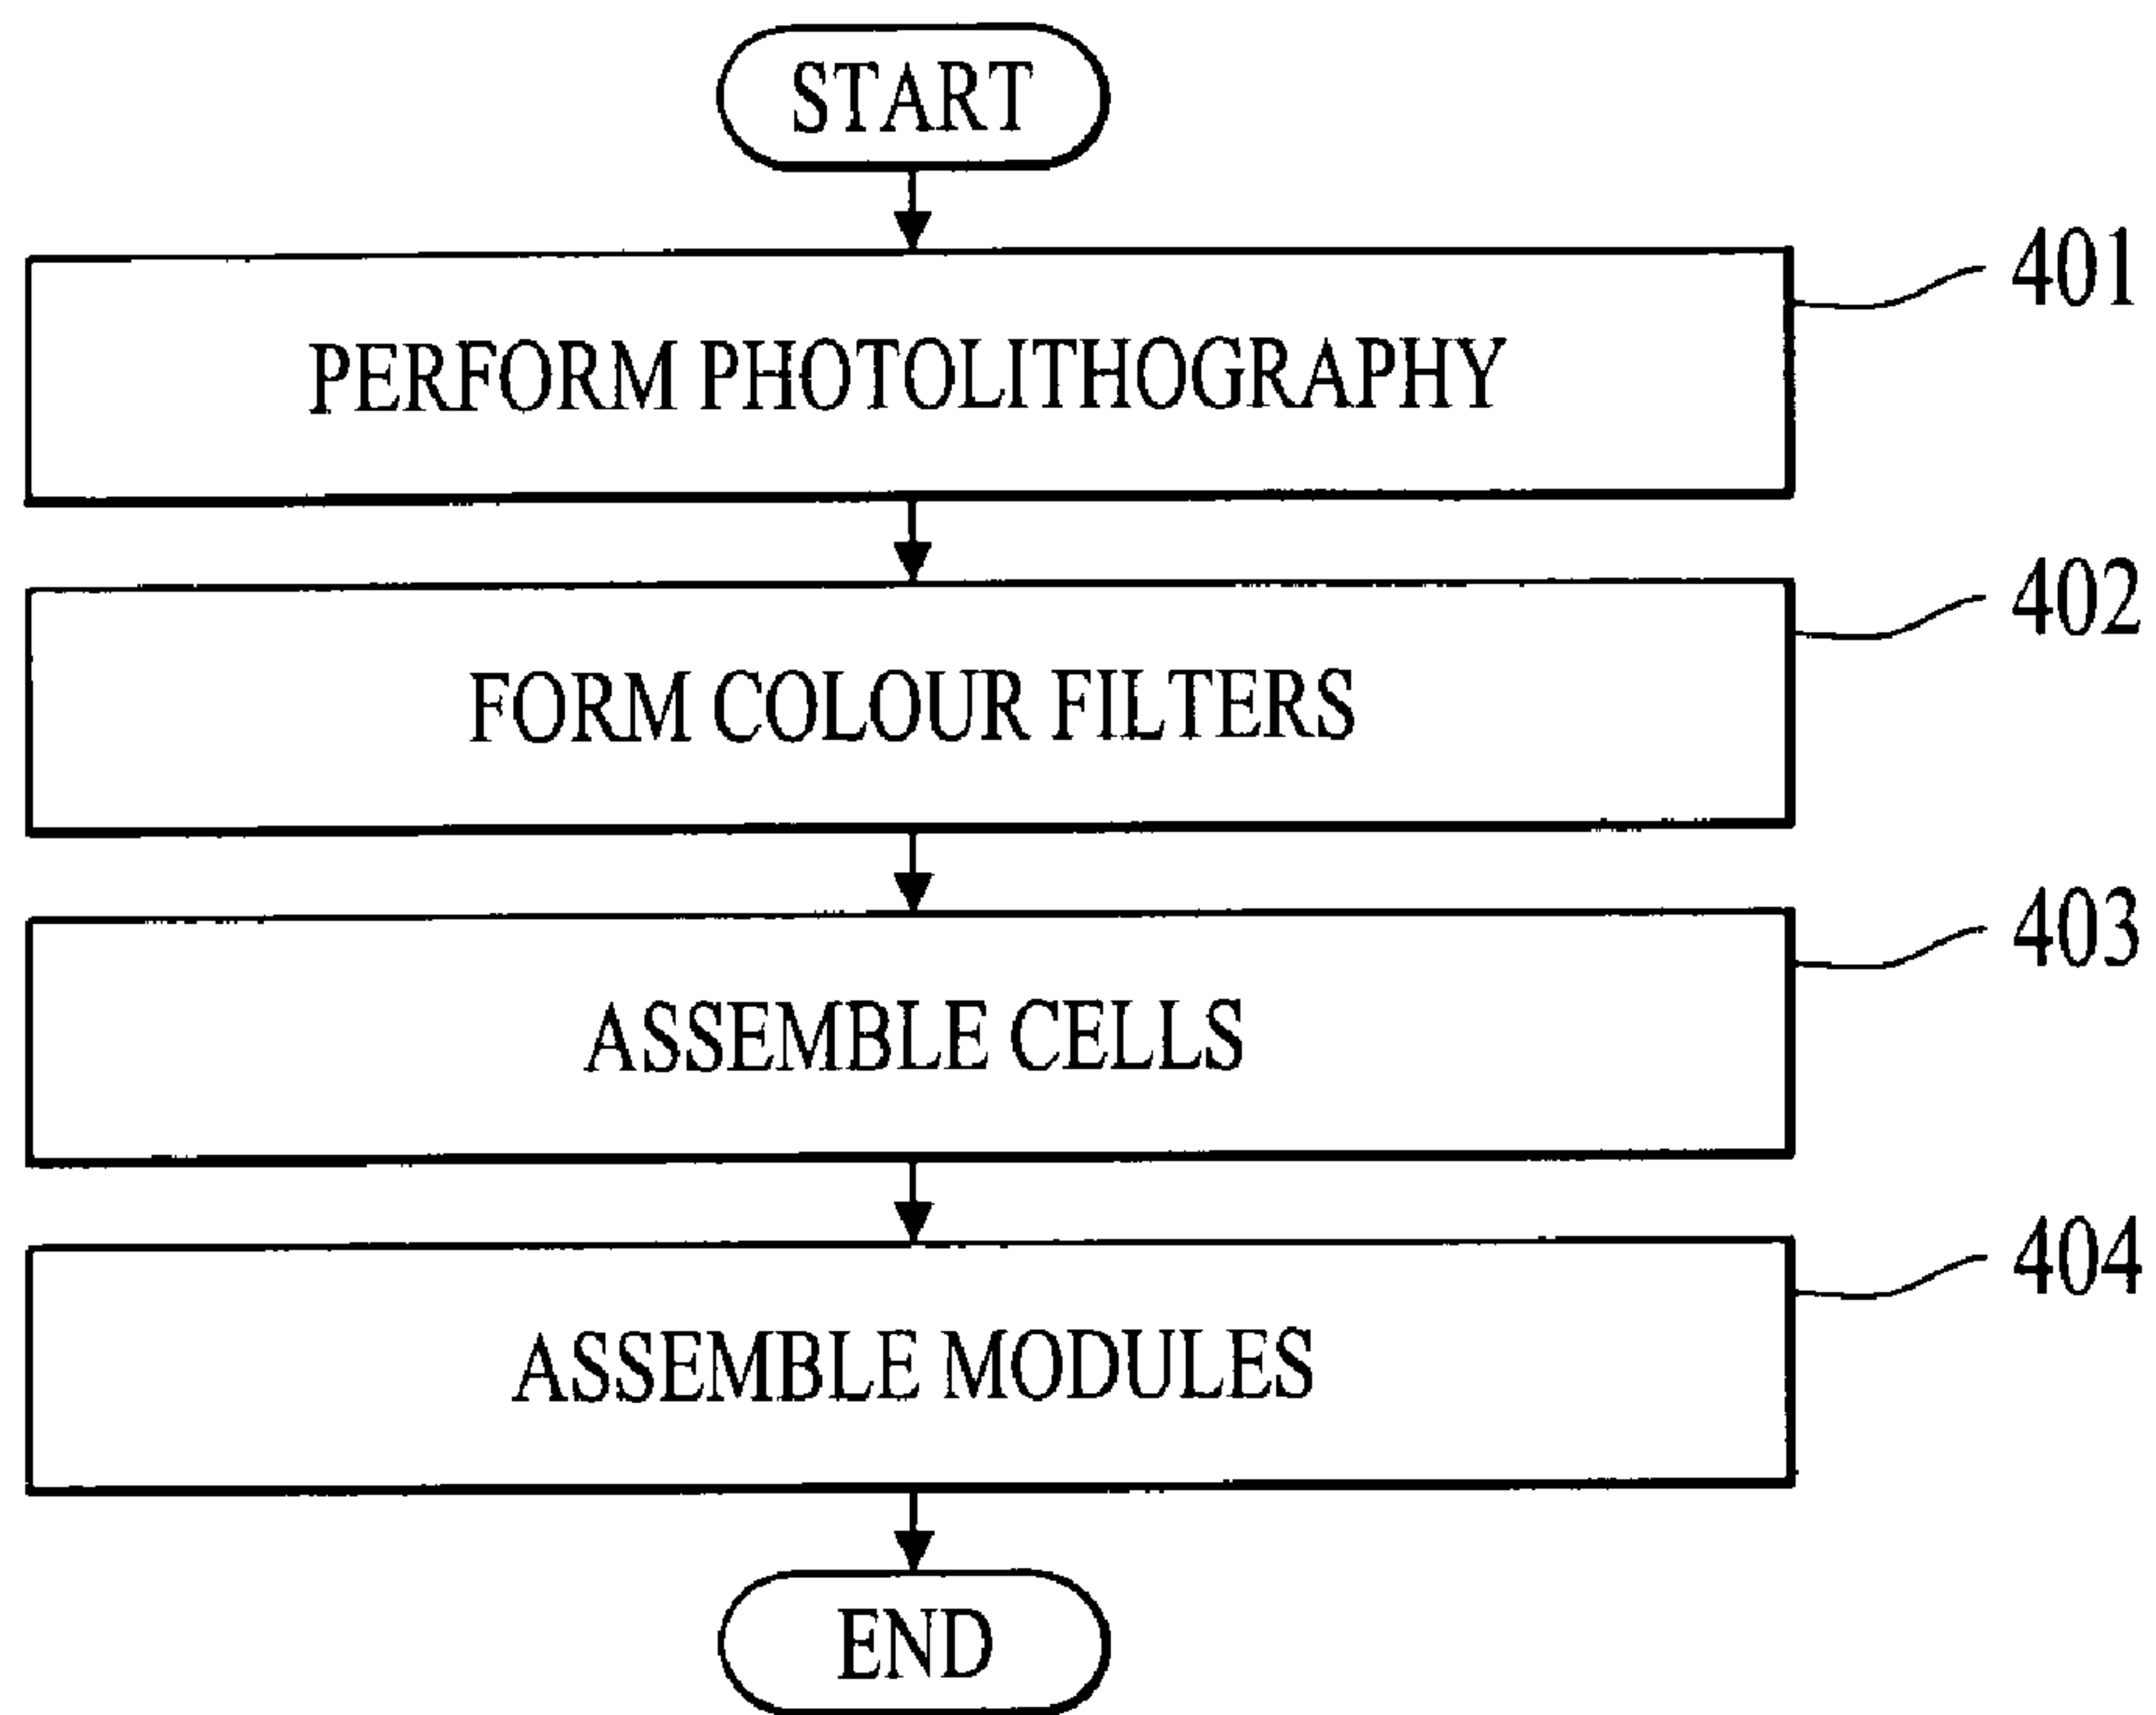 START
401
PERFORM PHOTOLITHOGRAPHY
402
FORM COLOUR FILTERS
403
ASSEMBLE CELLS
404
ASSEMBLE MODULES
END